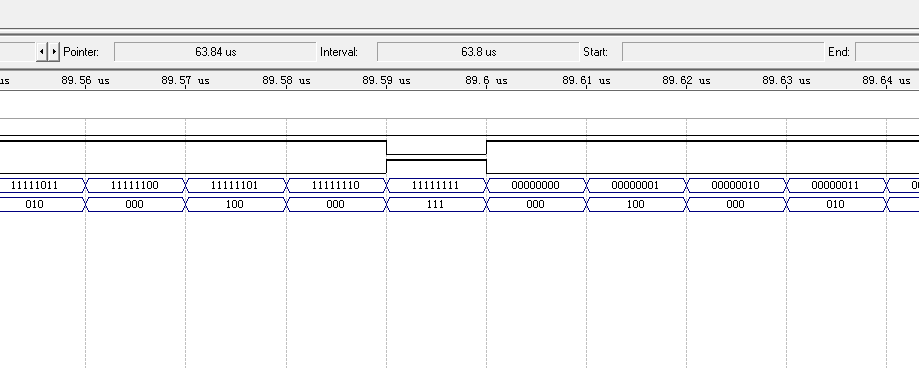 Pointer: 63.84 us Interval: 63.8 us Start: End:
us 89.56 us 89.57 us 89.58 us 89.59 us 89.6 us 89.61 us 89.62 us 89.63 us 89.64 us
11111011 11111100 11111101 11111110 11111111 00000000 00000001 00000010 00000011 00
010 000 100 000 111 000 100 000 010